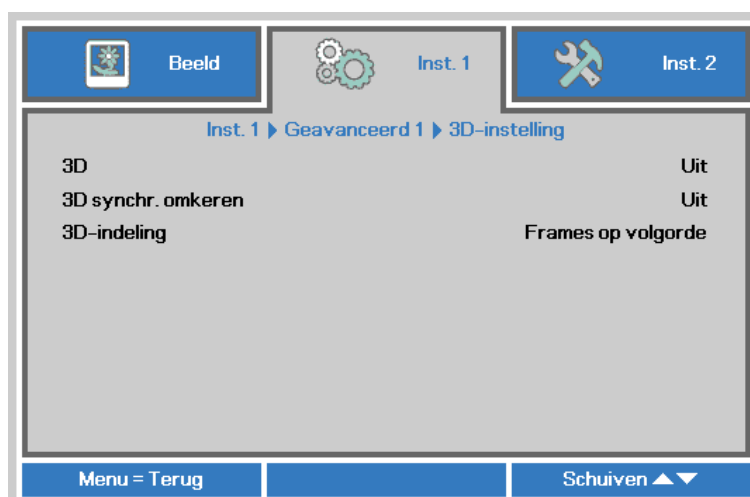 Beeld
Inst. 1
Inst. 2
Inst. 1 Geavanceerd 1 3D-instelling
3D Uit
3D synchr. omkeren Uit
3D-indeling Frames op volgorde
Menu = Terug
Schuiven